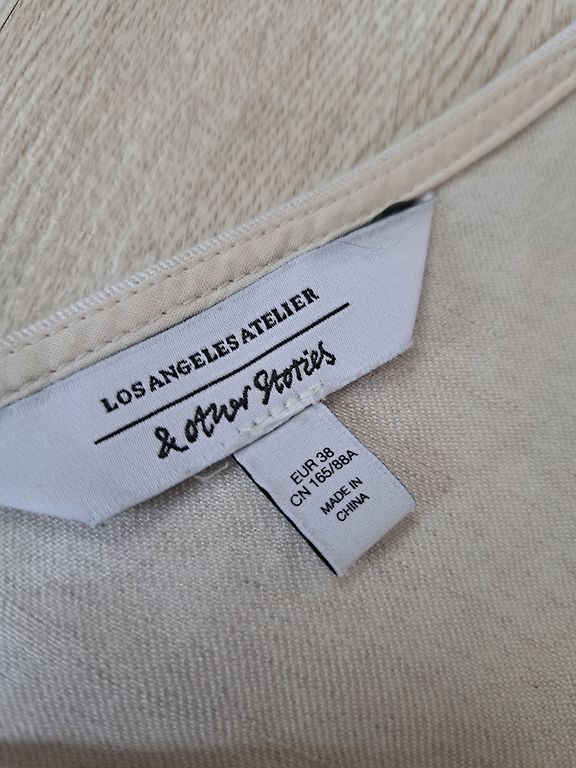 LOS ANGELES ATELIER
& Other Stories
EUR 38
CN 165/88A
MADE IN
CHINA